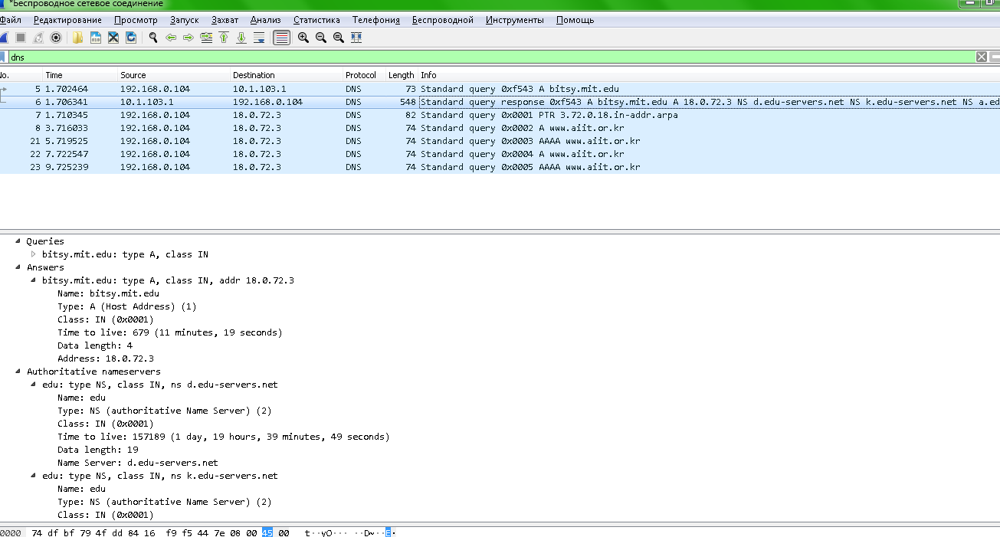 *Беспроводное сетевое соединение
Файл Редактирование Просмотр Запуск Захват Анализ Статистика Телефония Беспроводной Инструменты Помощь
dns
No. Time Source Destination Protocol Length Info
5 1.702464 192.168.0.104 10.1.103.1 DNS 73 Standard query 0xf543 A bitsy.mit.edu
6 1.706341 10.1.103.1 192.168.0.104 DNS 548 Standard query response 0xf543 A bitsy.mit.edu A 18.0.72.3 NS d.edu-servers.net NS k.edu-servers.net NS a.ed
7 1.710345 192.168.0.104 18.0.72.3 DNS 82 Standard query 0x0001 PTR 3.72.0.18.in-addr.arpa
8 3.716033 192.168.0.104 18.0.72.3 DNS 74 Standard query 0x0002 A www.aiit.or.kr
21 5.719525 192.168.0.104 18.0.72.3 DNS 74 Standard query 0x0003 AAAA www.aiit.or.kr
22 7.722547 192.168.0.104 18.0.72.3 DNS 74 Standard query 0x0004 A www.aiit.or.kr
23 9.725239 192.168.0.104 18.0.72.3 DNS 74 Standard query 0x0005 AAAA www.aiit.or.kr
Queries
bitsy.mit.edu: type A, class IN
Answers
bitsy.mit.edu: type A, class IN, addr 18.0.72.3
Name: bitsy.mit.edu
Type: A (Host Address) (1)
Class: IN (0x0001)
Time to live: 679 (11 minutes, 19 seconds)
Data length: 4
Address: 18.0.72.3
Authoritative nameservers
edu: type NS, class IN, ns d.edu-servers.net
Name: edu
Type: NS (authoritative Name Server) (2)
Class: IN (0x0001)
Time to live: 157189 (1 day, 19 hours, 39 minutes, 49 seconds)
Data length: 19
Name Server: d.edu-servers.net
edu: type NS, class IN, ns k.edu-servers.net
Name: edu
Type: NS (authoritative Name Server) (2)
Class: IN (0x0001)
0000 74 df bf 79 4f dd 84 16 f9 f5 44 7e 08 00 45 00 t··yO··· ··D~··E·